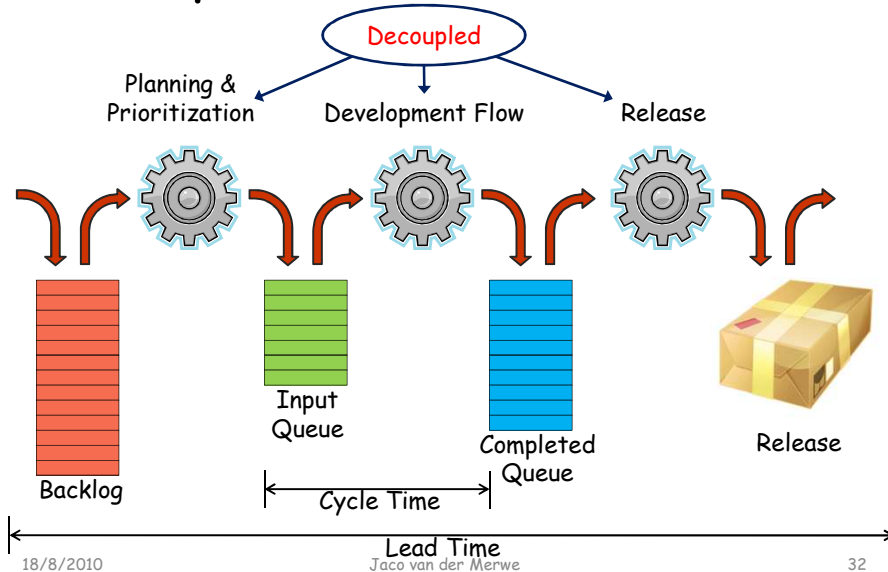 Decoupled
Planning &
Prioritization
Development Flow
Release
Input
Queue
Completed
Queue
Release
Backlog
Cycle Time
Lead Time
18/8/2010
Jaco van der Merwe
32